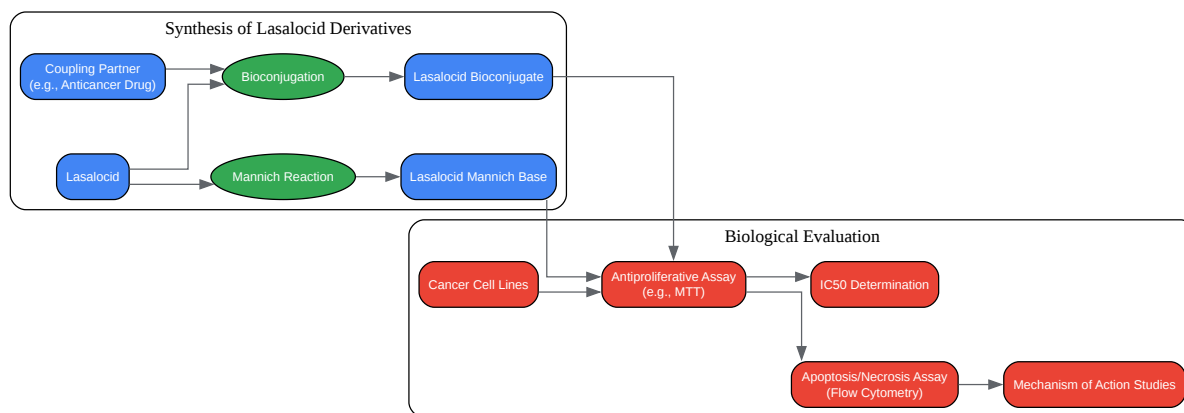 Synthesis of Lasalocid Derivatives
Coupling Partner
(e.g., Anticancer Drug)
Bioconjugation
Lasalocid Bioconjugate
Lasalocid
Mannich Reaction
Lasalocid Mannich Base
Biological Evaluation
Cancer Cell Lines
Antiproliferative Assay
(e.g., MTT)
IC50 Determination
Apoptosis/Necrosis Assay
(Flow Cytometry)
Mechanism of Action Studies